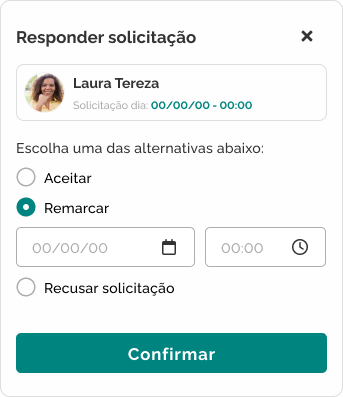 Responder solicitação
Laura Tereza
Solicitação dia: 00/00/00 - 00:00
Escolha uma das alternativas abaixo:
Aceitar
Remarcar
00/00/00 00:00
Recusar solicitação
Confirmar